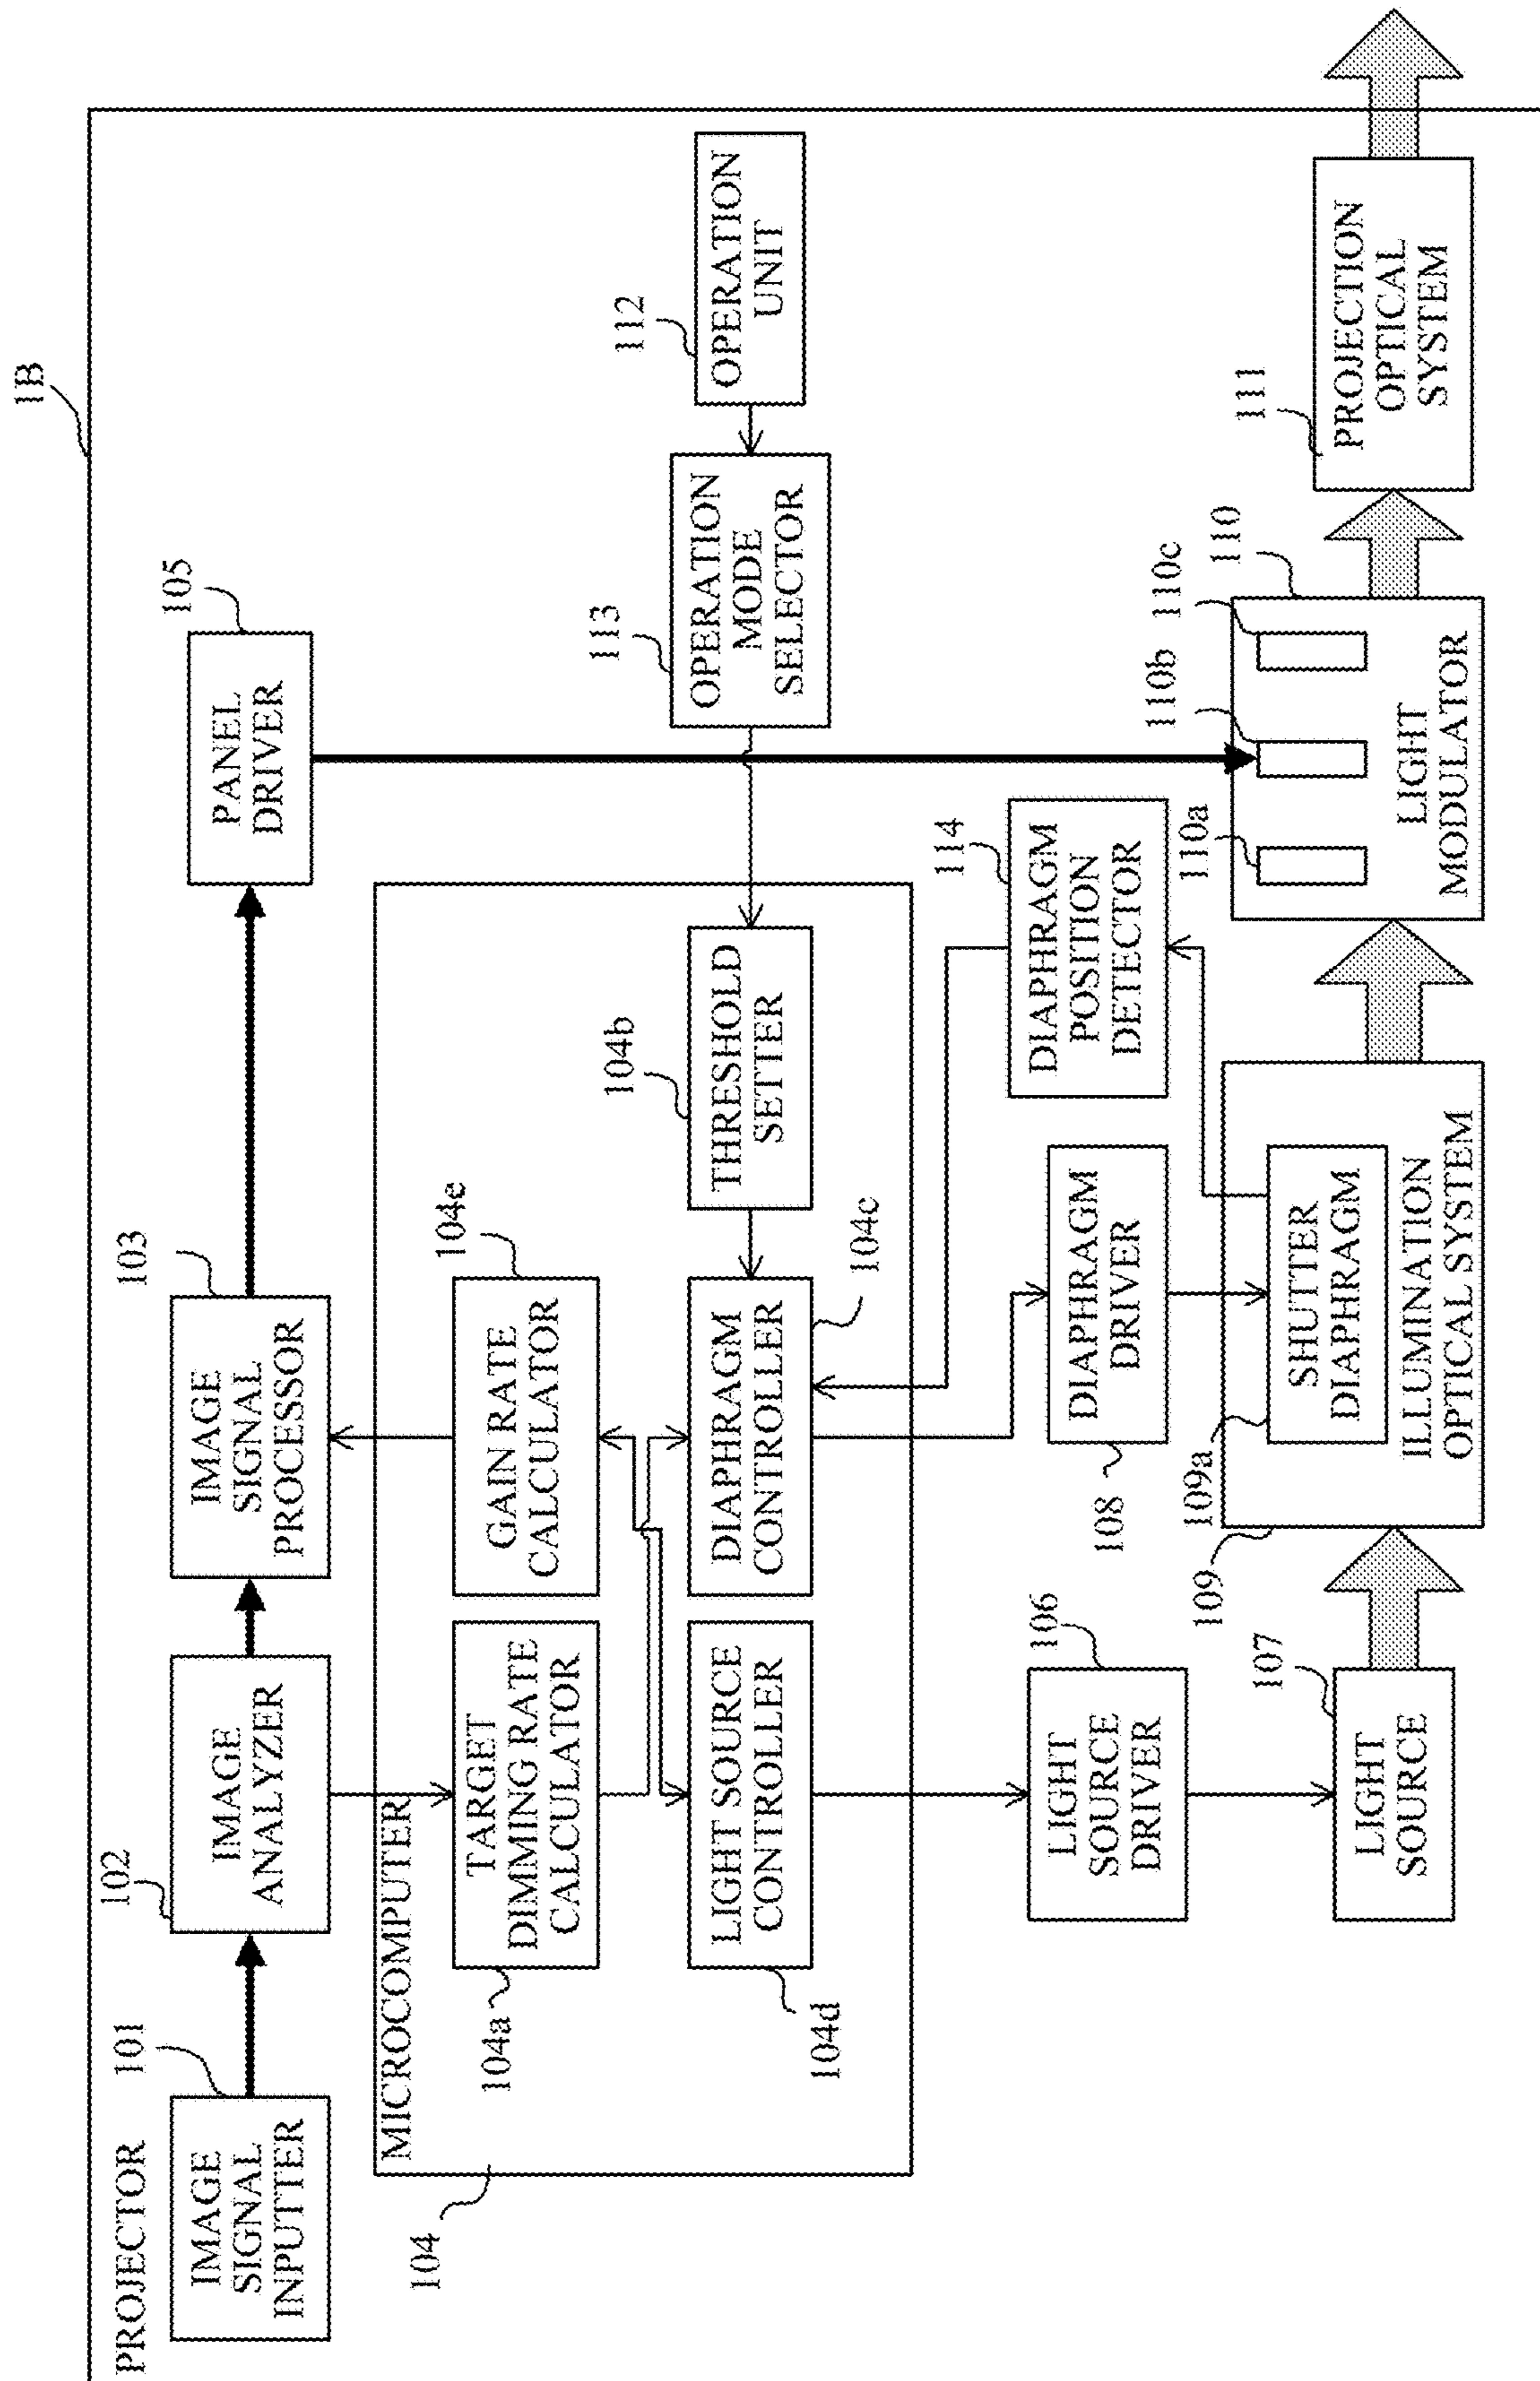 1B
PROJECTOR
101
IMAGE
SIGNAL
INPUTTER
102
IMAGE
ANALYZER
103
IMAGE
SIGNAL
PROCESSOR
105
PANEL
DRIVER
104
MICROCOMPUTER
104a
TARGET
DIMMING RATE
CALCULATOR
104e
GAIN RATE
CALCULATOR
104d
LIGHT SOURCE
CONTROLLER
104c
DIAPHRAGM
CONTROLLER
104b
THRESHOLD
SETTER
113
OPERATION
MODE
SELECTOR
112
OPERATION
UNIT
106
LIGHT
SOURCE
DRIVER
108
DIAPHRAGM
DRIVER
114
DIAPHRAGM
POSITION
DETECTOR
107
LIGHT
SOURCE
109
109a
SHUTTER
DIAPHRAGM
ILLUMINATION
OPTICAL SYSTEM
110a
110b
110c
110
LIGHT
MODULATOR
111
PROJECTION
OPTICAL
SYSTEM